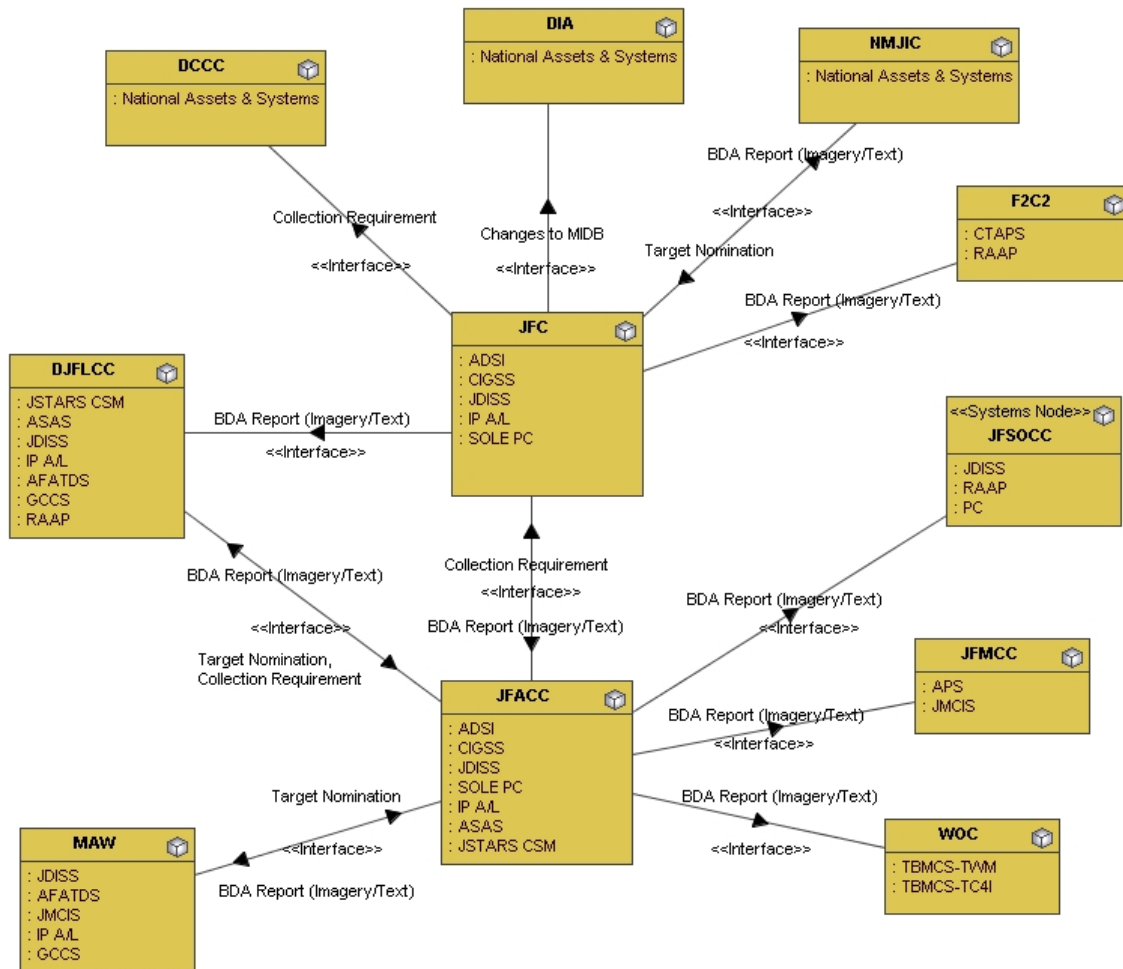 DIA
: National Assets & Systems
NMJIC
: National Assets & Systems
DCCC
: National Assets & Systems
BDA Report (Imagery/Text)
<<Interface>>
Target Nomination
Collection Requirement
<<Interface>>
Changes to MIDB
<<Interface>>
F2C2
: CTAPS
: RAAP
BDA Report (Imagery/Text)
<<Interface>>
JFC
: ADSI
: CIGSS
: JDISS
: IP A/L
: SOLE PC
DJFLCC
: JSTARS CSM
: ASAS
: JDISS
: IP A/L
: AFATDS
: GCCS
: RAAP
BDA Report (Imagery/Text)
<<Interface>>
<<Systems Node>>
JFSOCC
: JDISS
: RAAP
: PC
BDA Report (Imagery/Text)
<<Interface>>
Target Nomination,
Collection Requirement
Collection Requirement
<<Interface>>
BDA Report (Imagery/Text)
BDA Report (Imagery/Text)
<<Interface>>
JFMCC
: APS
: JMCIS
BDA Report (Imagery/Text)
<<Interface>>
JFACC
: ADSI
: CIGSS
: JDISS
: SOLE PC
: IP A/L
: ASAS
: JSTARS CSM
BDA Report (Imagery/Text)
<<Interface>>
WOC
: TBMCS-TWM
: TBMCS-TC4I
Target Nomination
<<Interface>>
BDA Report (Imagery/Text)
MAW
: JDISS
: AFATDS
: JMCIS
: IP A/L
: GCCS